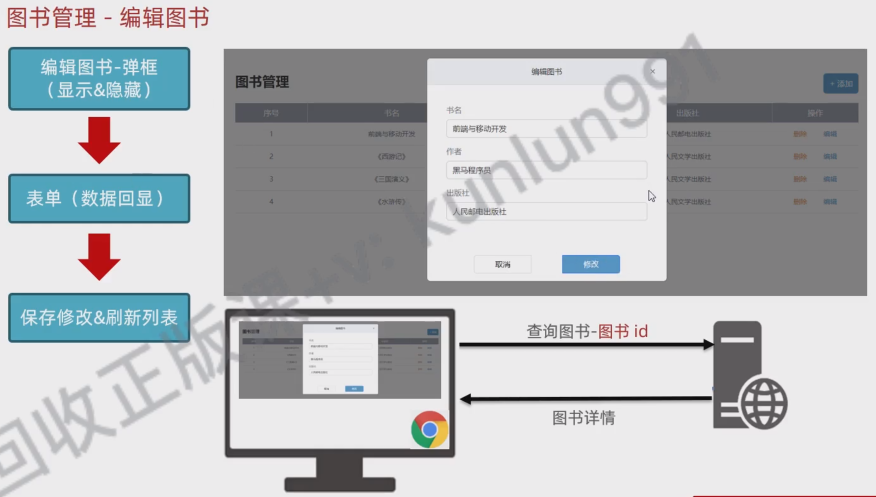 图书管理 - 编辑图书
编辑图书-弹框
（显示&隐藏）
表单（数据回显）
保存修改&刷新列表
图书管理
+ 添加
序号 书名 出版社 操作
1 前端与移动开发 人民邮电出版社 删除 编辑
2 《西游记》 人民文学出版社 删除 编辑
3 《三国演义》 人民文学出版社 删除 编辑
4 《水浒传》 人民文学出版社 删除 编辑
编辑图书 ×
书名
前端与移动开发
作者
黑马程序员
出版社
人民邮电出版社
取消 修改
查询图书-图书 id
图书详情
回收正版课+v: kunlun991